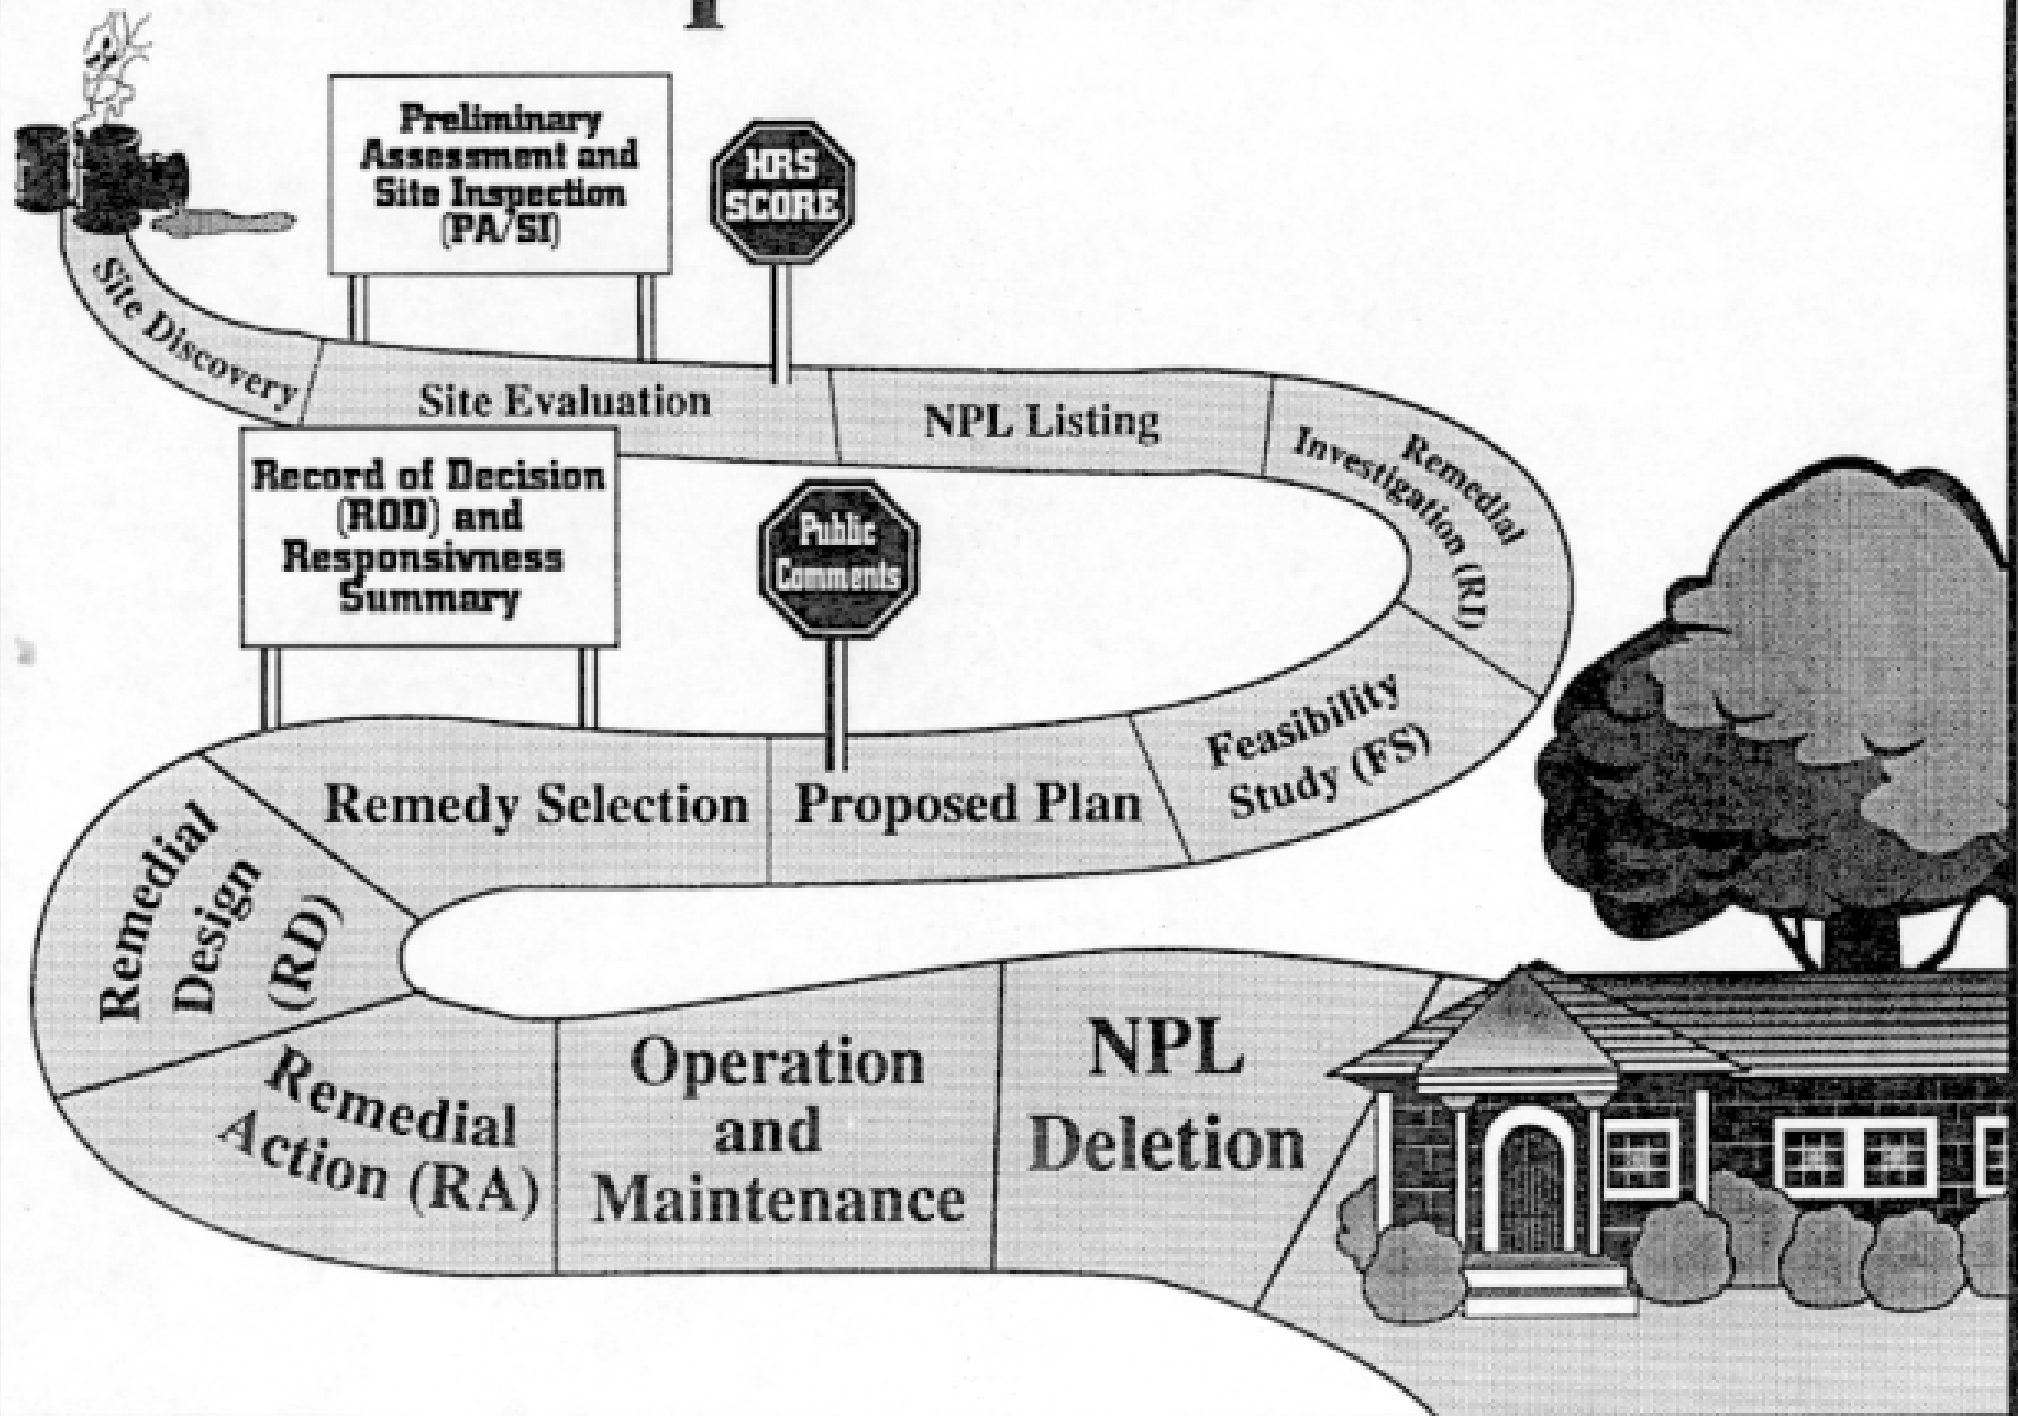 Preliminary
Assessment and
Site Inspection
(PA/SI)
HRS
SCORE
Site Discovery
Site Evaluation
NPL Listing
Remedial
Investigation (RI)
Record of Decision
(ROD) and
Responsivness
Summary
Public
Comments
Feasibility
Study (FS)
Proposed Plan
Remedy Selection
Remedial
Design
(RD)
Remedial
Action (RA)
Operation
and
Maintenance
NPL
Deletion